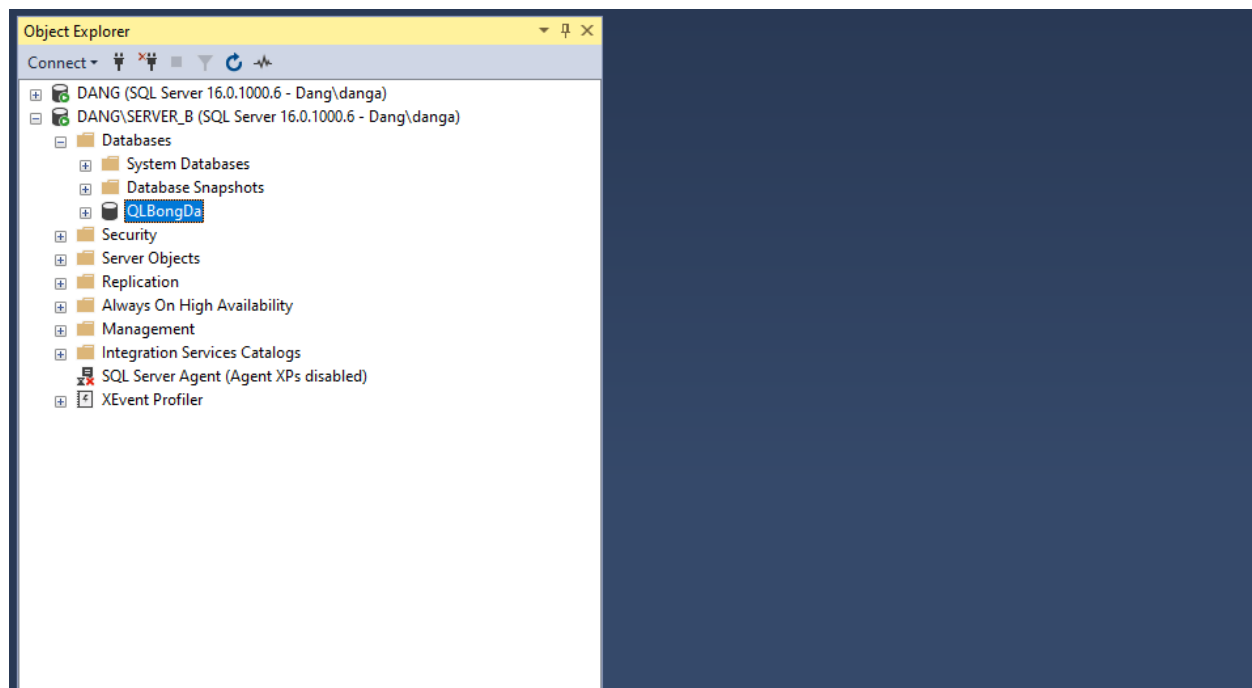 Object Explorer
Connect
DANG (SQL Server 16.0.1000.6 - Dang\danga)
DANG\SERVER_B (SQL Server 16.0.1000.6 - Dang\danga)
Databases
System Databases
Database Snapshots
QLBongDa
Security
Server Objects
Replication
Always On High Availability
Management
Integration Services Catalogs
SQL Server Agent (Agent XPs disabled)
XEvent Profiler